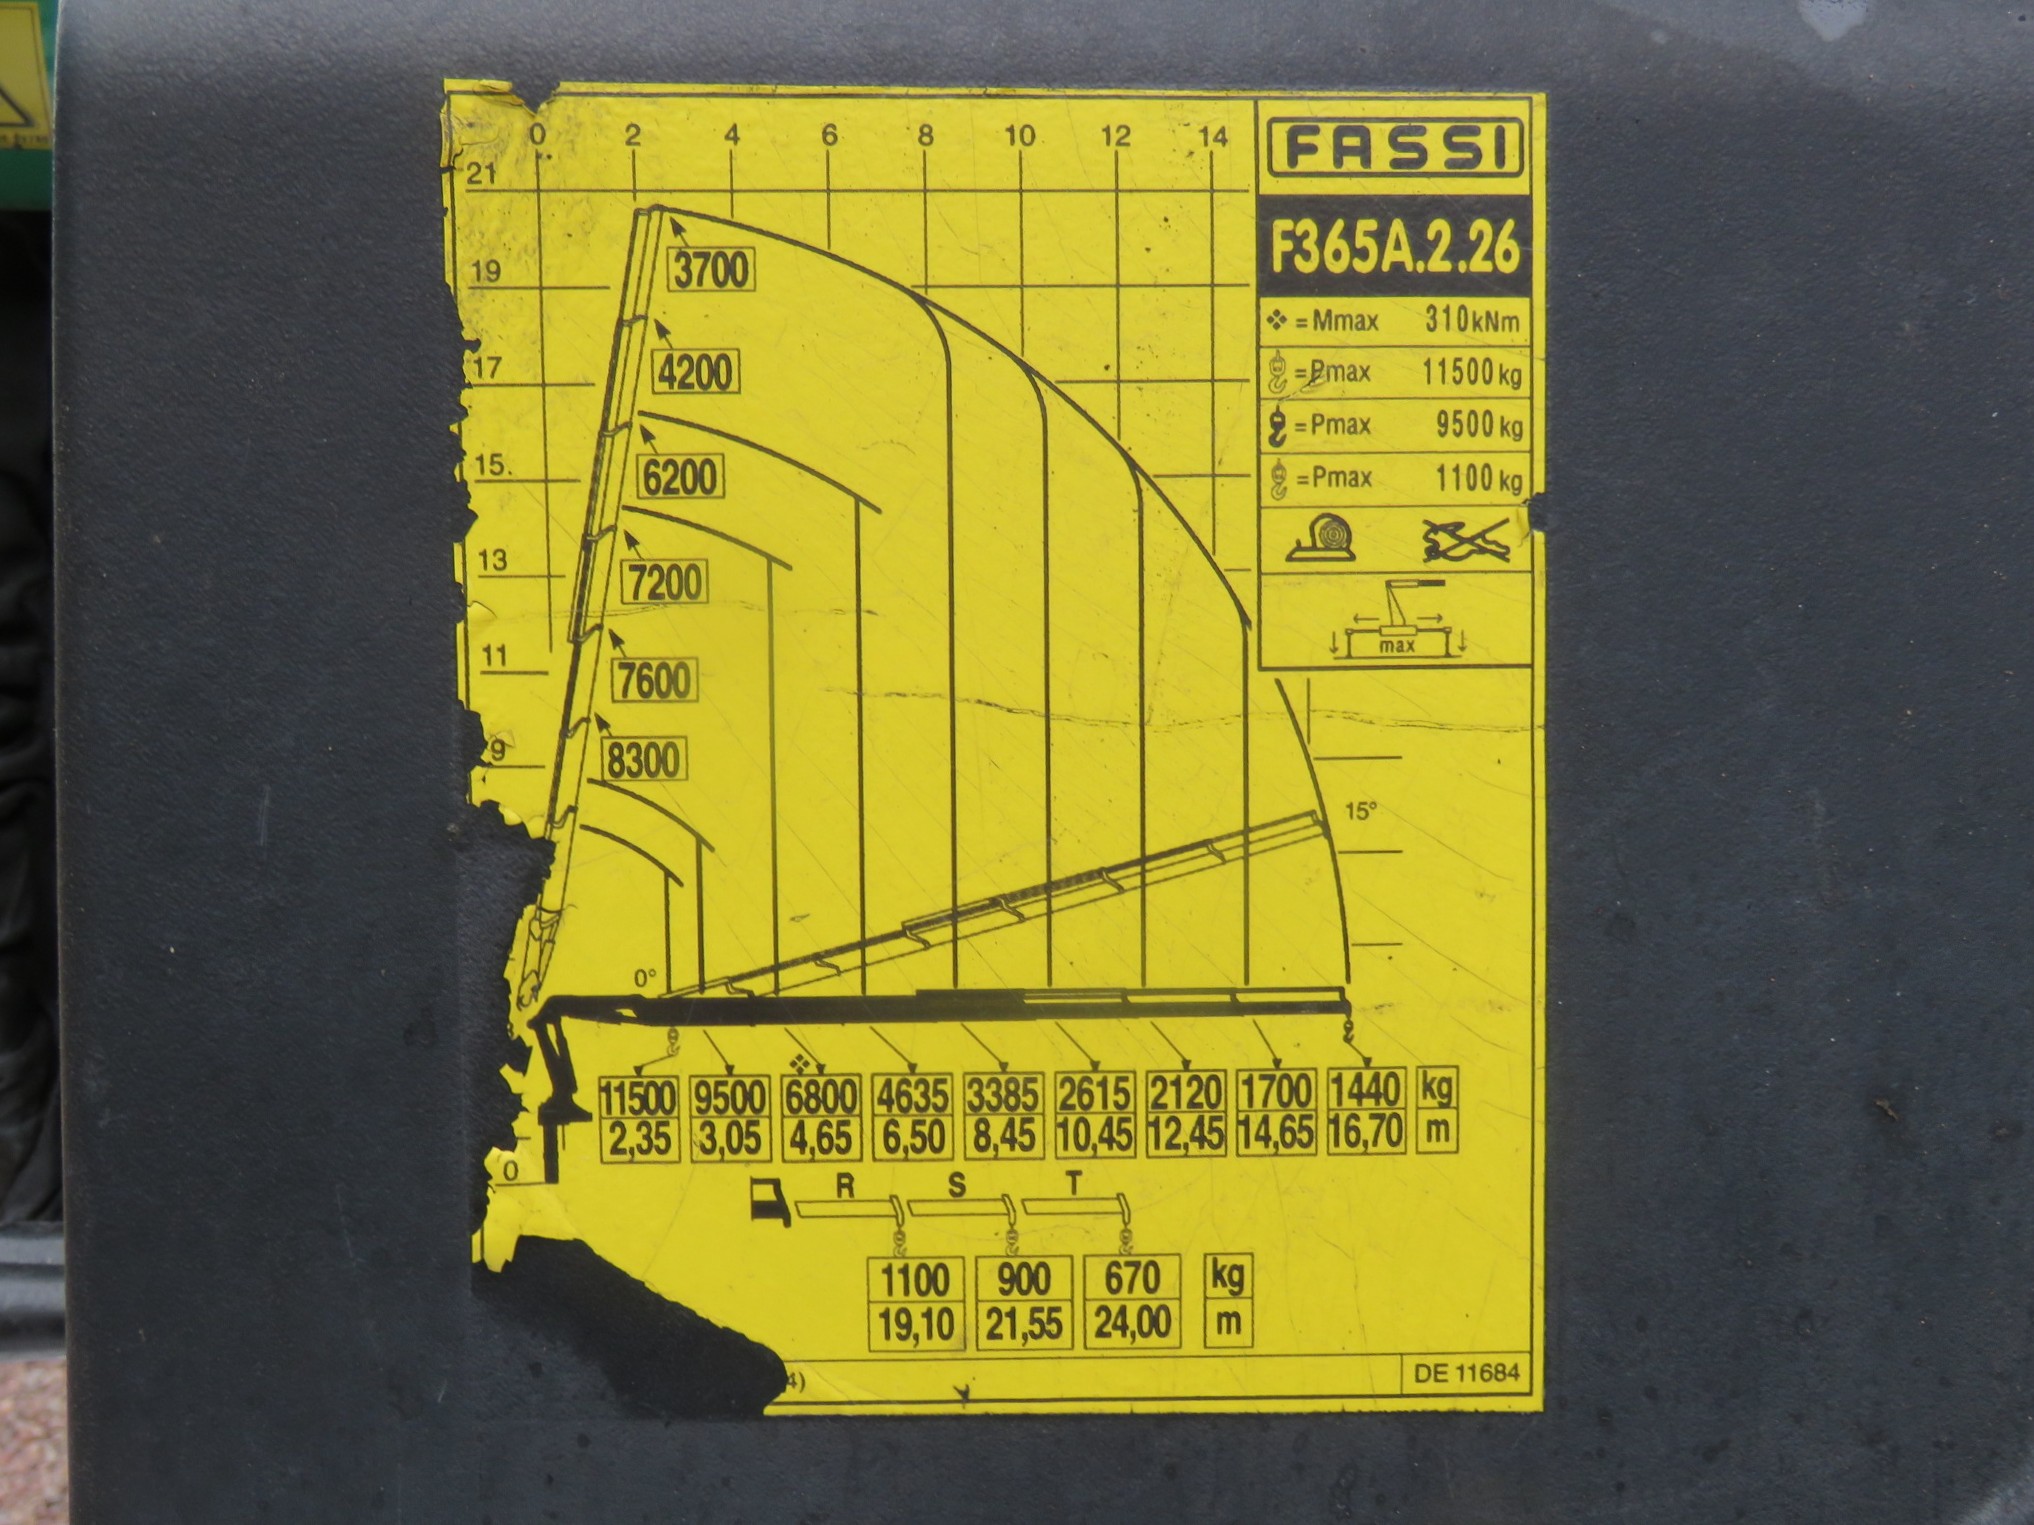 0 2 4 6 8 10 12 14
FASSI
21
F365A.2.26
3700
19
= Mmax 310kNm
4200
17
= Pmax 11500 kg
= Pmax 9500 kg
6200
15.
= Pmax 1100 kg
7200
13
max
7600
11
8300
9
15°
0°
11500 9500 6800 4635 3385 2615 2120 1700 1440 kg
2,35 3,05 4,65 6,50 8,45 10,45 12,45 14,65 16,70 m
0
R S T
1100 900 670 kg
19,10 21,55 24,00 m
4)
DE 11684